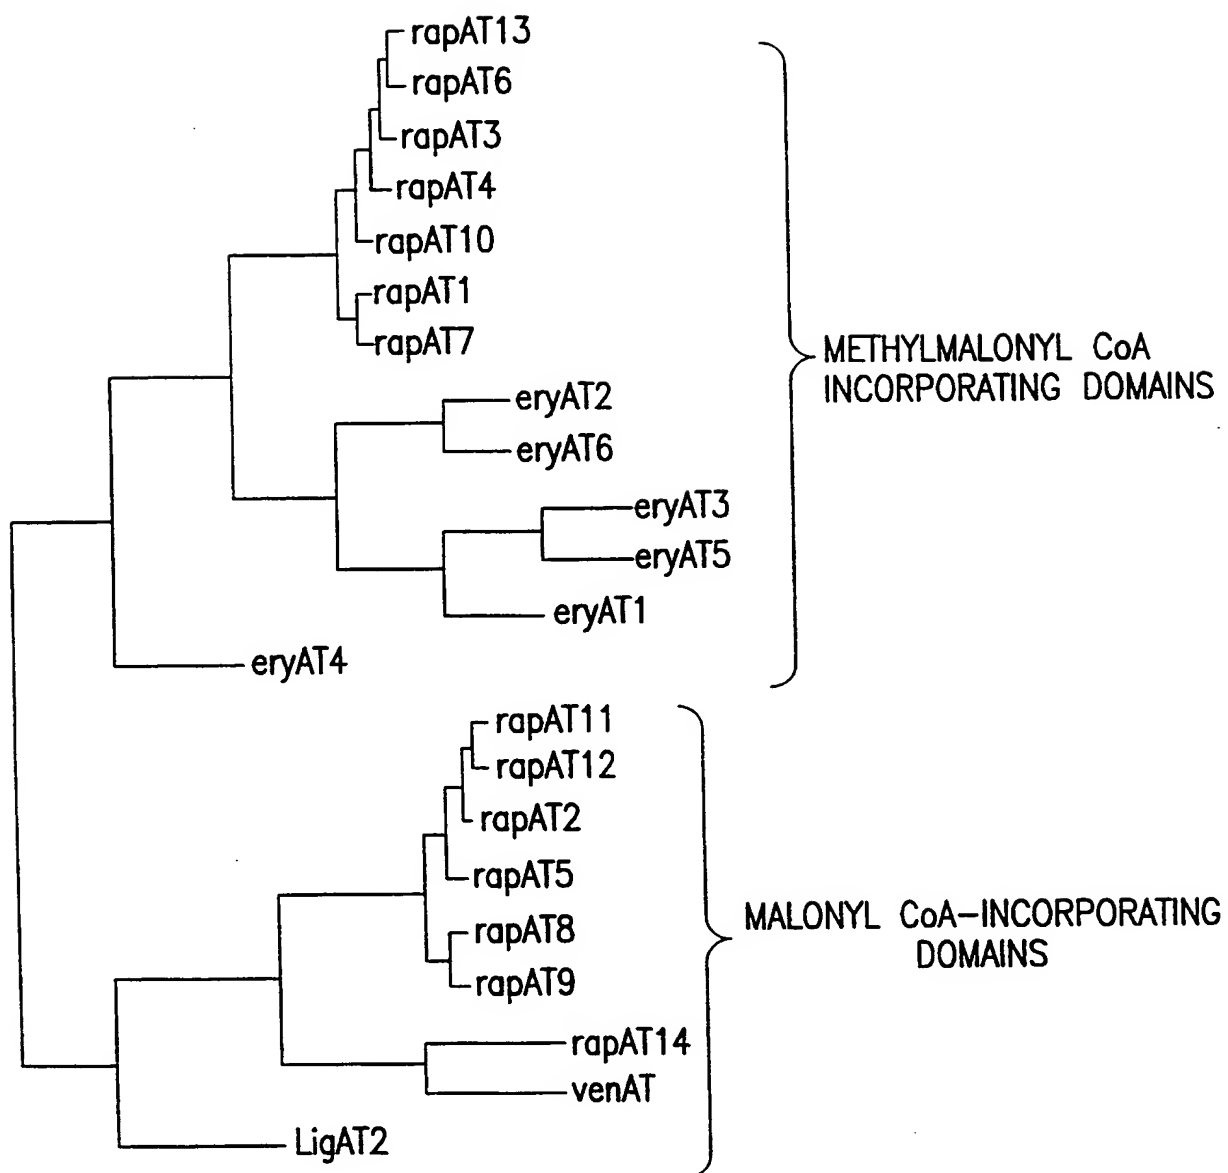 rapAT13
rapAT6
rapAT3
rapAT4
rapAT10
rapAT1
rapAT7
METHYLMALONYL CoA
INCORPORATING DOMAINS
eryAT2
eryAT6
eryAT3
eryAT5
eryAT1
eryAT4
rapAT11
rapAT12
rapAT2
rapAT5
rapAT8
rapAT9
MALONYL CoA-INCORPORATING
DOMAINS
rapAT14
venAT
LigAT2